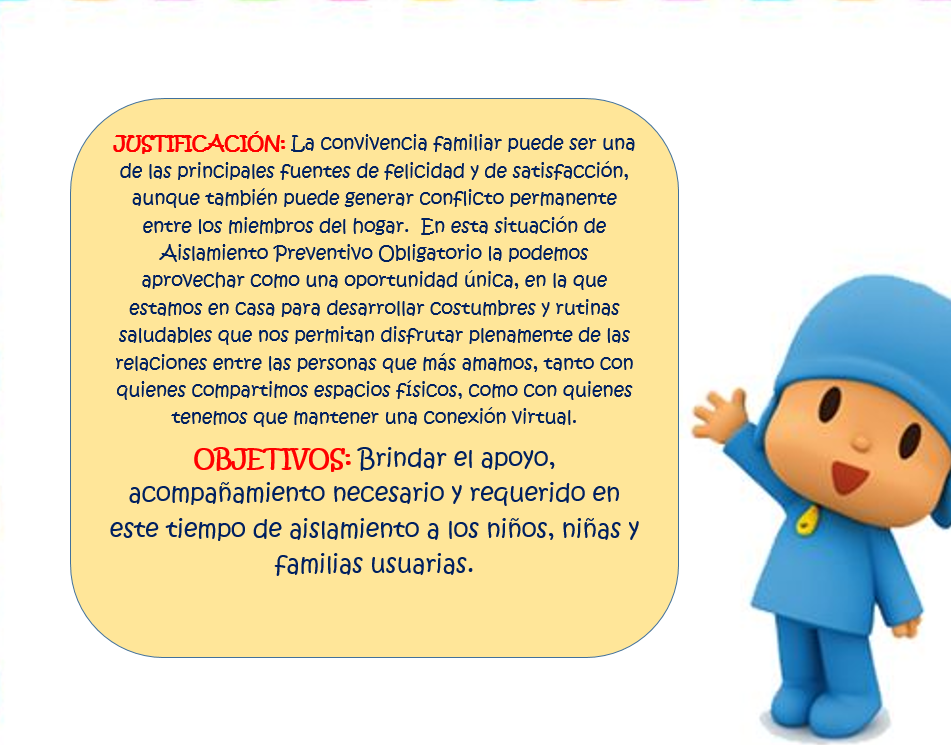 JUSTIFICACIÓN: La convivencia familiar puede ser una
de las principales fuentes de felicidad y de satisfacción,
aunque también puede generar conflicto permanente
entre los miembros del hogar.  En esta situación de
Aislamiento Preventivo Obligatorio la podemos
aprovechar como una oportunidad única, en la que
estamos en casa para desarrollar costumbres y rutinas
saludables que nos permitan disfrutar plenamente de las
relaciones entre las personas que más amamos, tanto con
quienes compartimos espacios físicos, como con quienes
tenemos que mantener una conexión virtual.
OBJETIVOS: Brindar el apoyo,
acompañamiento necesario y requerido en
este tiempo de aislamiento a los niños, niñas y
familias usuarias.